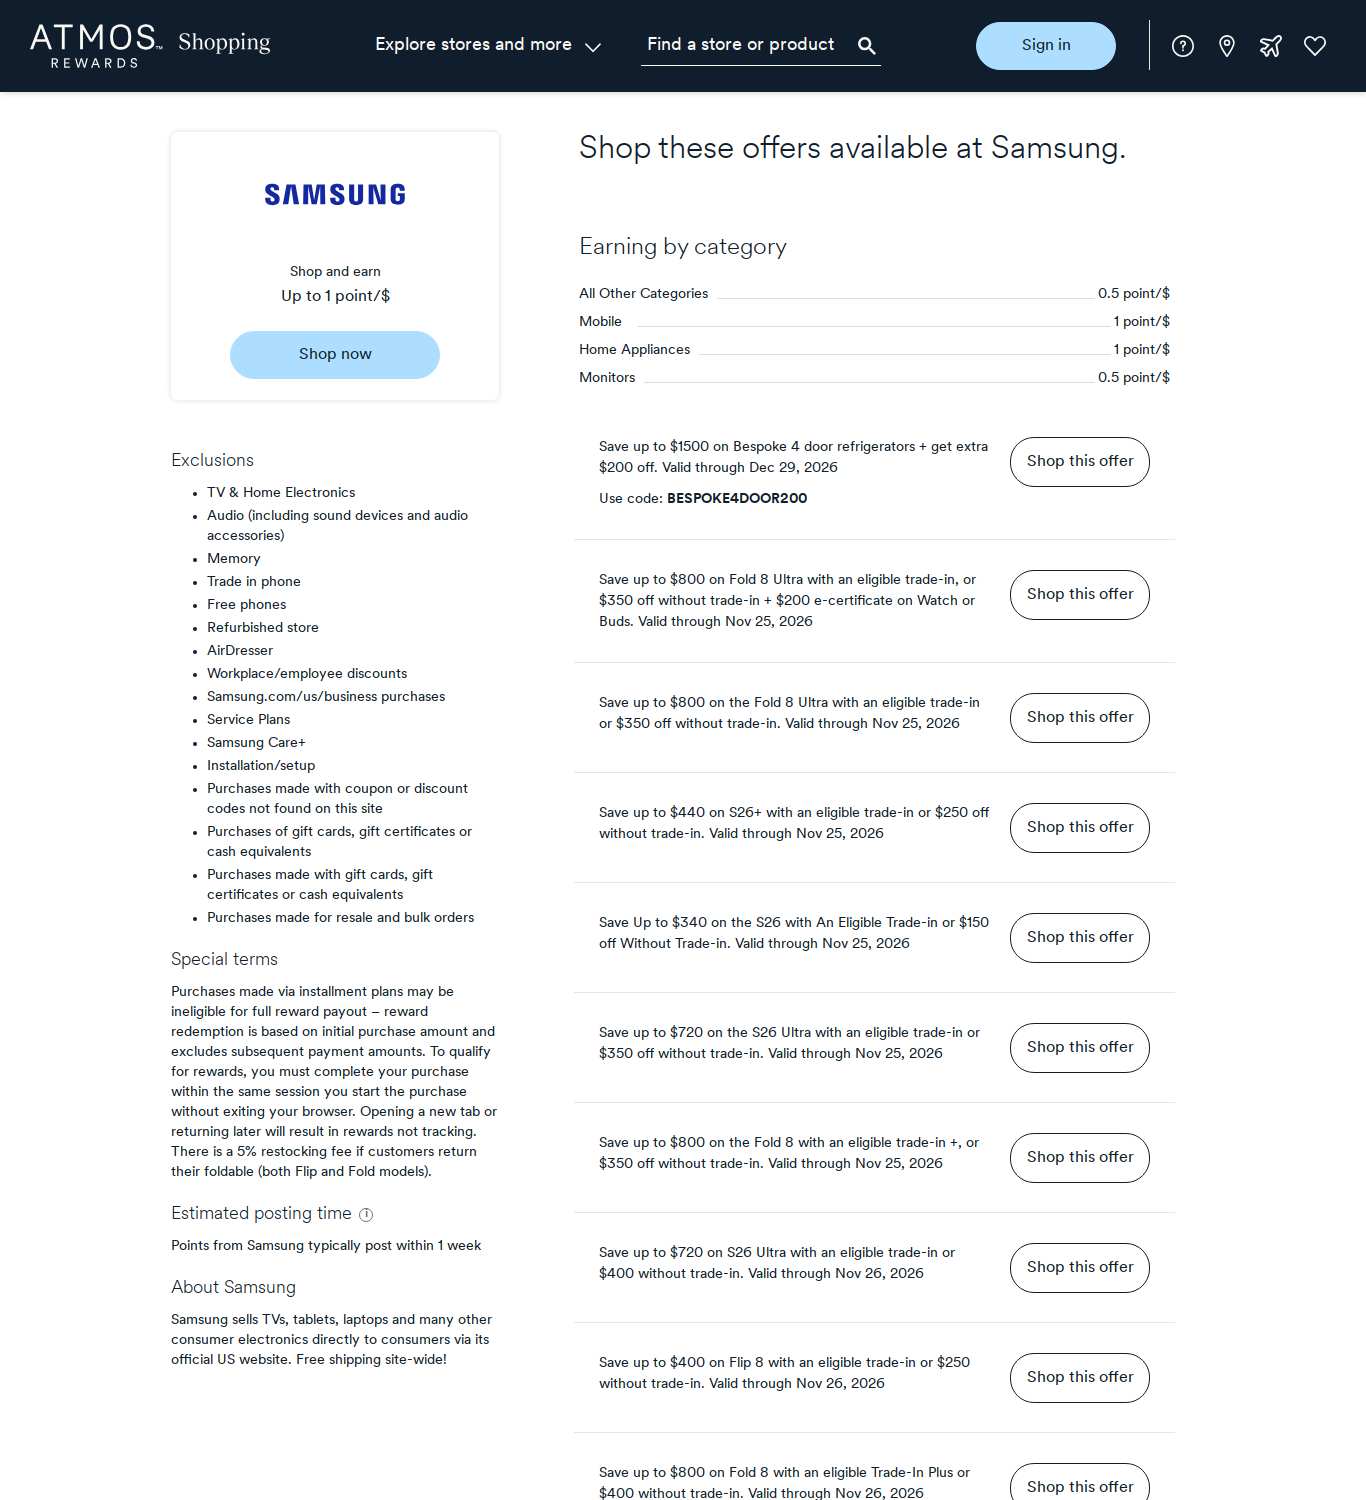 ATMOS™
REWARDS
Shopping
Explore stores and more
Find a store or product
Sign in
SAMSUNG
Shop and earn
Up to 1 point/$
Shop now
Exclusions
• TV & Home Electronics
• Audio (including sound devices and audio
accessories)
• Memory
• Trade in phone
• Free phones
• Refurbished store
• AirDresser
• Workplace/employee discounts
• Samsung.com/us/business purchases
• Service Plans
• Samsung Care+
• Installation/setup
• Purchases made with coupon or discount
codes not found on this site
• Purchases of gift cards, gift certificates or
cash equivalents
• Purchases made with gift cards, gift
certificates or cash equivalents
• Purchases made for resale and bulk orders
Special terms
Purchases made via installment plans may be
ineligible for full reward payout – reward
redemption is based on initial purchase amount and
excludes subsequent payment amounts. To qualify
for rewards, you must complete your purchase
within the same session you start the purchase
without exiting your browser. Opening a new tab or
returning later will result in rewards not tracking.
There is a 5% restocking fee if customers return
their foldable (both Flip and Fold models).
Estimated posting time
Points from Samsung typically post within 1 week
About Samsung
Samsung sells TVs, tablets, laptops and many other
consumer electronics directly to consumers via its
official US website. Free shipping site-wide!
Shop these offers available at Samsung.
Earning by category
All Other Categories 0.5 point/$
Mobile 1 point/$
Home Appliances 1 point/$
Monitors 0.5 point/$
Save up to $1500 on Bespoke 4 door refrigerators + get extra
$200 off. Valid through Dec 29, 2026
Use code: BESPOKE4DOOR200
Shop this offer
Save up to $800 on Fold 8 Ultra with an eligible trade-in, or
$350 off without trade-in + $200 e-certificate on Watch or
Buds. Valid through Nov 25, 2026
Shop this offer
Save up to $800 on the Fold 8 Ultra with an eligible trade-in
or $350 off without trade-in. Valid through Nov 25, 2026
Shop this offer
Save up to $440 on S26+ with an eligible trade-in or $250 off
without trade-in. Valid through Nov 25, 2026
Shop this offer
Save Up to $340 on the S26 with An Eligible Trade-in or $150
off Without Trade-in. Valid through Nov 25, 2026
Shop this offer
Save up to $720 on the S26 Ultra with an eligible trade-in or
$350 off without trade-in. Valid through Nov 25, 2026
Shop this offer
Save up to $800 on the Fold 8 with an eligible trade-in +, or
$350 off without trade-in. Valid through Nov 25, 2026
Shop this offer
Save up to $720 on S26 Ultra with an eligible trade-in or
$400 without trade-in. Valid through Nov 26, 2026
Shop this offer
Save up to $400 on Flip 8 with an eligible trade-in or $250
without trade-in. Valid through Nov 26, 2026
Shop this offer
Save up to $800 on Fold 8 with an eligible Trade-In Plus or
$400 without trade-in. Valid through Nov 26, 2026
Shop this offer